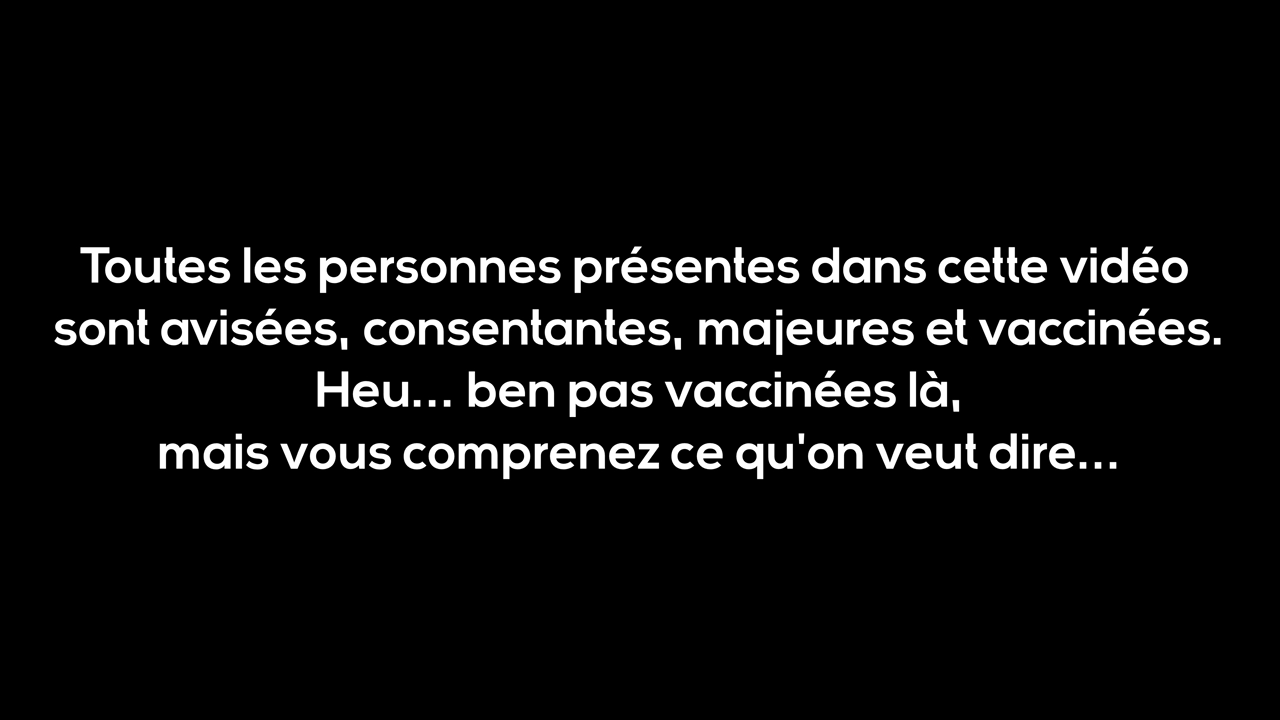 Toutes les personnes présentes dans cette vidéo
sont avisées, consentantes, majeures et vaccinées.
Heu... ben pas vaccinées là,
mais vous comprenez ce qu'on veut dire...